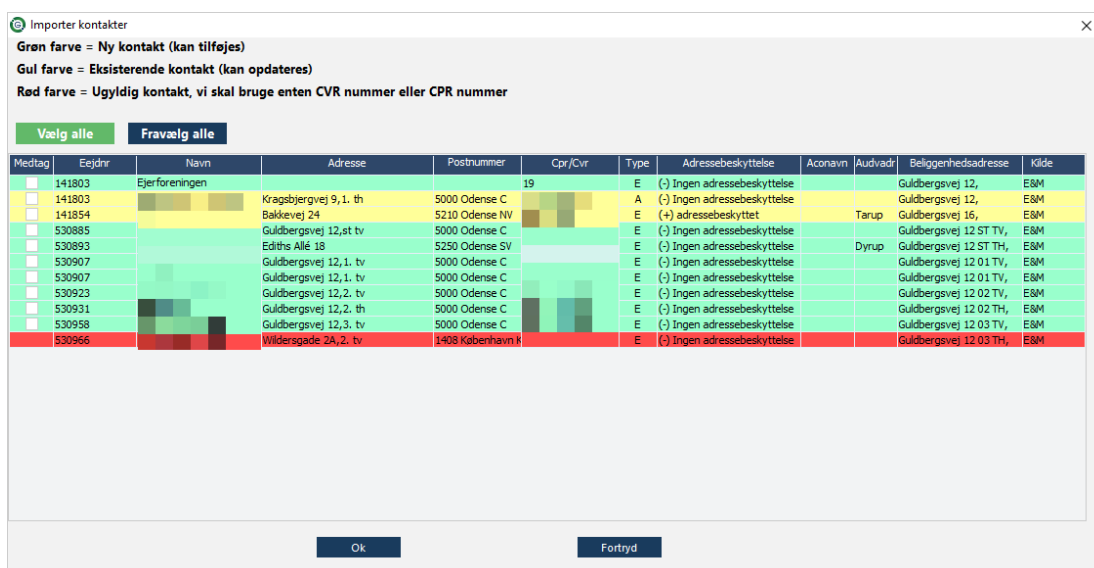 Importer kontakter
Grøn farve = Ny kontakt (kan tilføjes)
Gul farve = Eksisterende kontakt (kan opdateres)
Rød farve = Ugyldig kontakt, vi skal bruge enten CVR nummer eller CPR nummer
Vælg alle Fravælg alle
Medtag Eejdnr Navn Adresse Postnummer Cpr/Cvr Type Adressebeskyttelse Aconavn Audvadr Beliggenhedsadresse Kilde
141803 Ejerforeningen 19 E (-) Ingen adressebeskyttelse Guldbergsvej 12, E&M
141803 Kragsbjergvej 9,1. th 5000 Odense C A (-) Ingen adressebeskyttelse Guldbergsvej 12, E&M
141854 Bakkevej 24 5210 Odense NV E (+) adressebeskyttet Tarup Guldbergsvej 16, E&M
530885 Guldbergsvej 12,st tv 5000 Odense C E (-) Ingen adressebeskyttelse Guldbergsvej 12 ST TV, E&M
530893 Ediths Allé 18 5250 Odense SV E (-) Ingen adressebeskyttelse Dyrup Guldbergsvej 12 ST TH, E&M
530907 Guldbergsvej 12,1. tv 5000 Odense C E (-) Ingen adressebeskyttelse Guldbergsvej 12 01 TV, E&M
530907 Guldbergsvej 12,1. tv 5000 Odense C E (-) Ingen adressebeskyttelse Guldbergsvej 12 01 TV, E&M
530923 Guldbergsvej 12,2. tv 5000 Odense C E (-) Ingen adressebeskyttelse Guldbergsvej 12 02 TV, E&M
530931 Guldbergsvej 12,2. th 5000 Odense C E (-) Ingen adressebeskyttelse Guldbergsvej 12 02 TH, E&M
530958 Guldbergsvej 12,3. tv 5000 Odense C E (-) Ingen adressebeskyttelse Guldbergsvej 12 03 TV, E&M
530966 Wildersgade 2A,2. tv 1408 København K E (-) Ingen adressebeskyttelse Guldbergsvej 12 03 TH, E&M
Ok Fortryd